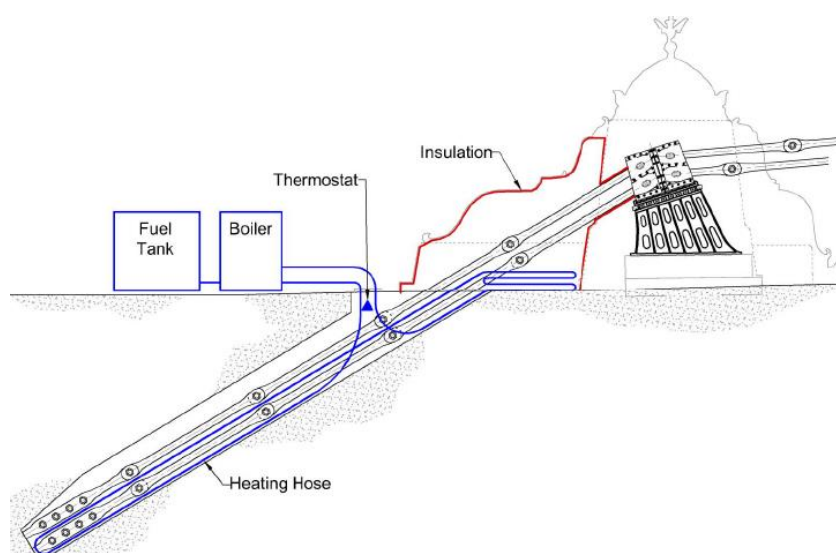 Insulation
Thermostat
Fuel
Tank
Boiler
Heating Hose